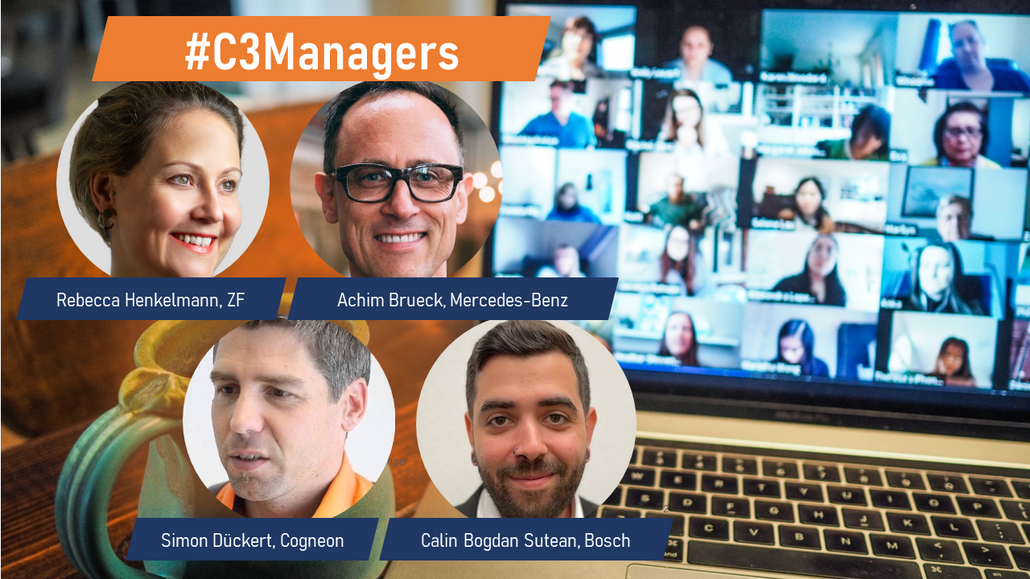 #C3Managers
Rebecca Henkelmann, ZF
Achim Brueck, Mercedes-Benz
Simon Dückert, Cogneon
Calin Bogdan Sutean, Bosch